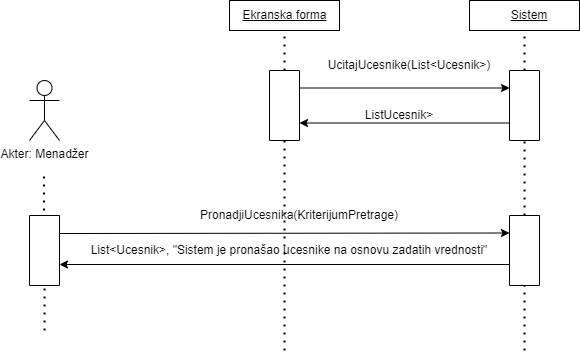 Ekranska forma
Sistem
UcitajUcesnike(List<Ucesnik>)
ListUcesnik>
Akter: Menadžer
PronadjiUcesnika(KriterijumPretrage)
List<Ucesnik>, "Sistem je pronašao ucesnike na osnovu zadatih vrednosti"